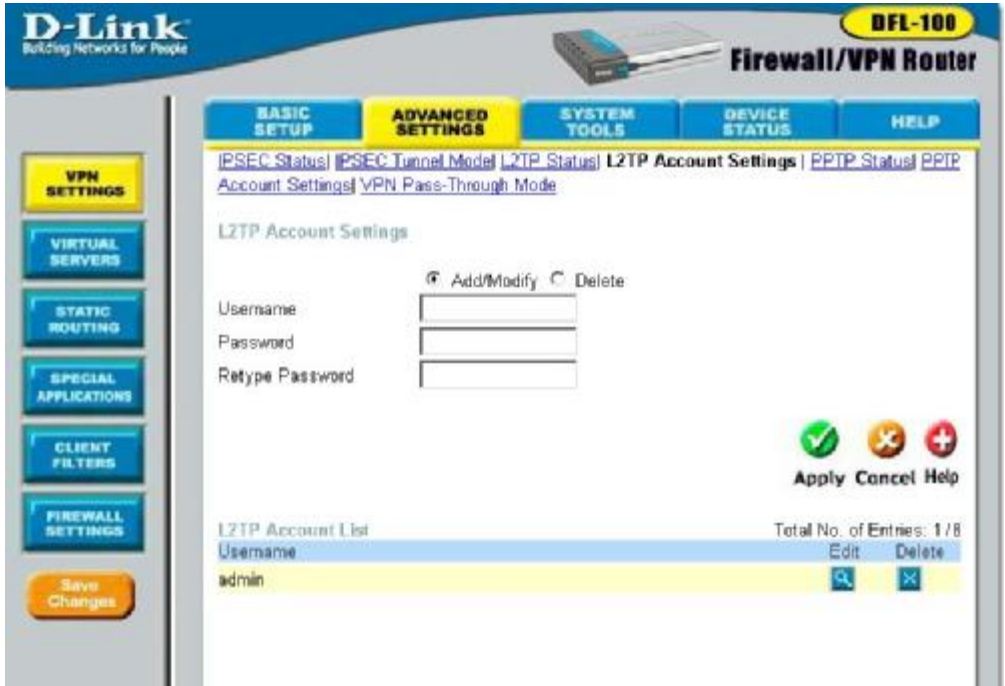 D-Link
Building Networks for People
DFL-100
Firewall/VPN Router
BASIC SETUP
ADVANCED SETTINGS
SYSTEM TOOLS
DEVICE STATUS
HELP
VPN SETTINGS
VIRTUAL SERVERS
STATIC ROUTING
SPECIAL APPLICATIONS
CLIENT FILTERS
FIREWALL SETTINGS
Save Changes
IPSEC Status| IPSEC Tunnel Mode| L2TP Status| L2TP Account Settings | PPTP Status| PPTP
Account Settings| VPN Pass-Through Mode
L2TP Account Settings
Add/Modify Delete
Username
Password
Retype Password
Apply Cancel Help
L2TP Account List Total No. of Entries: 1/8
Username Edit Delete
admin